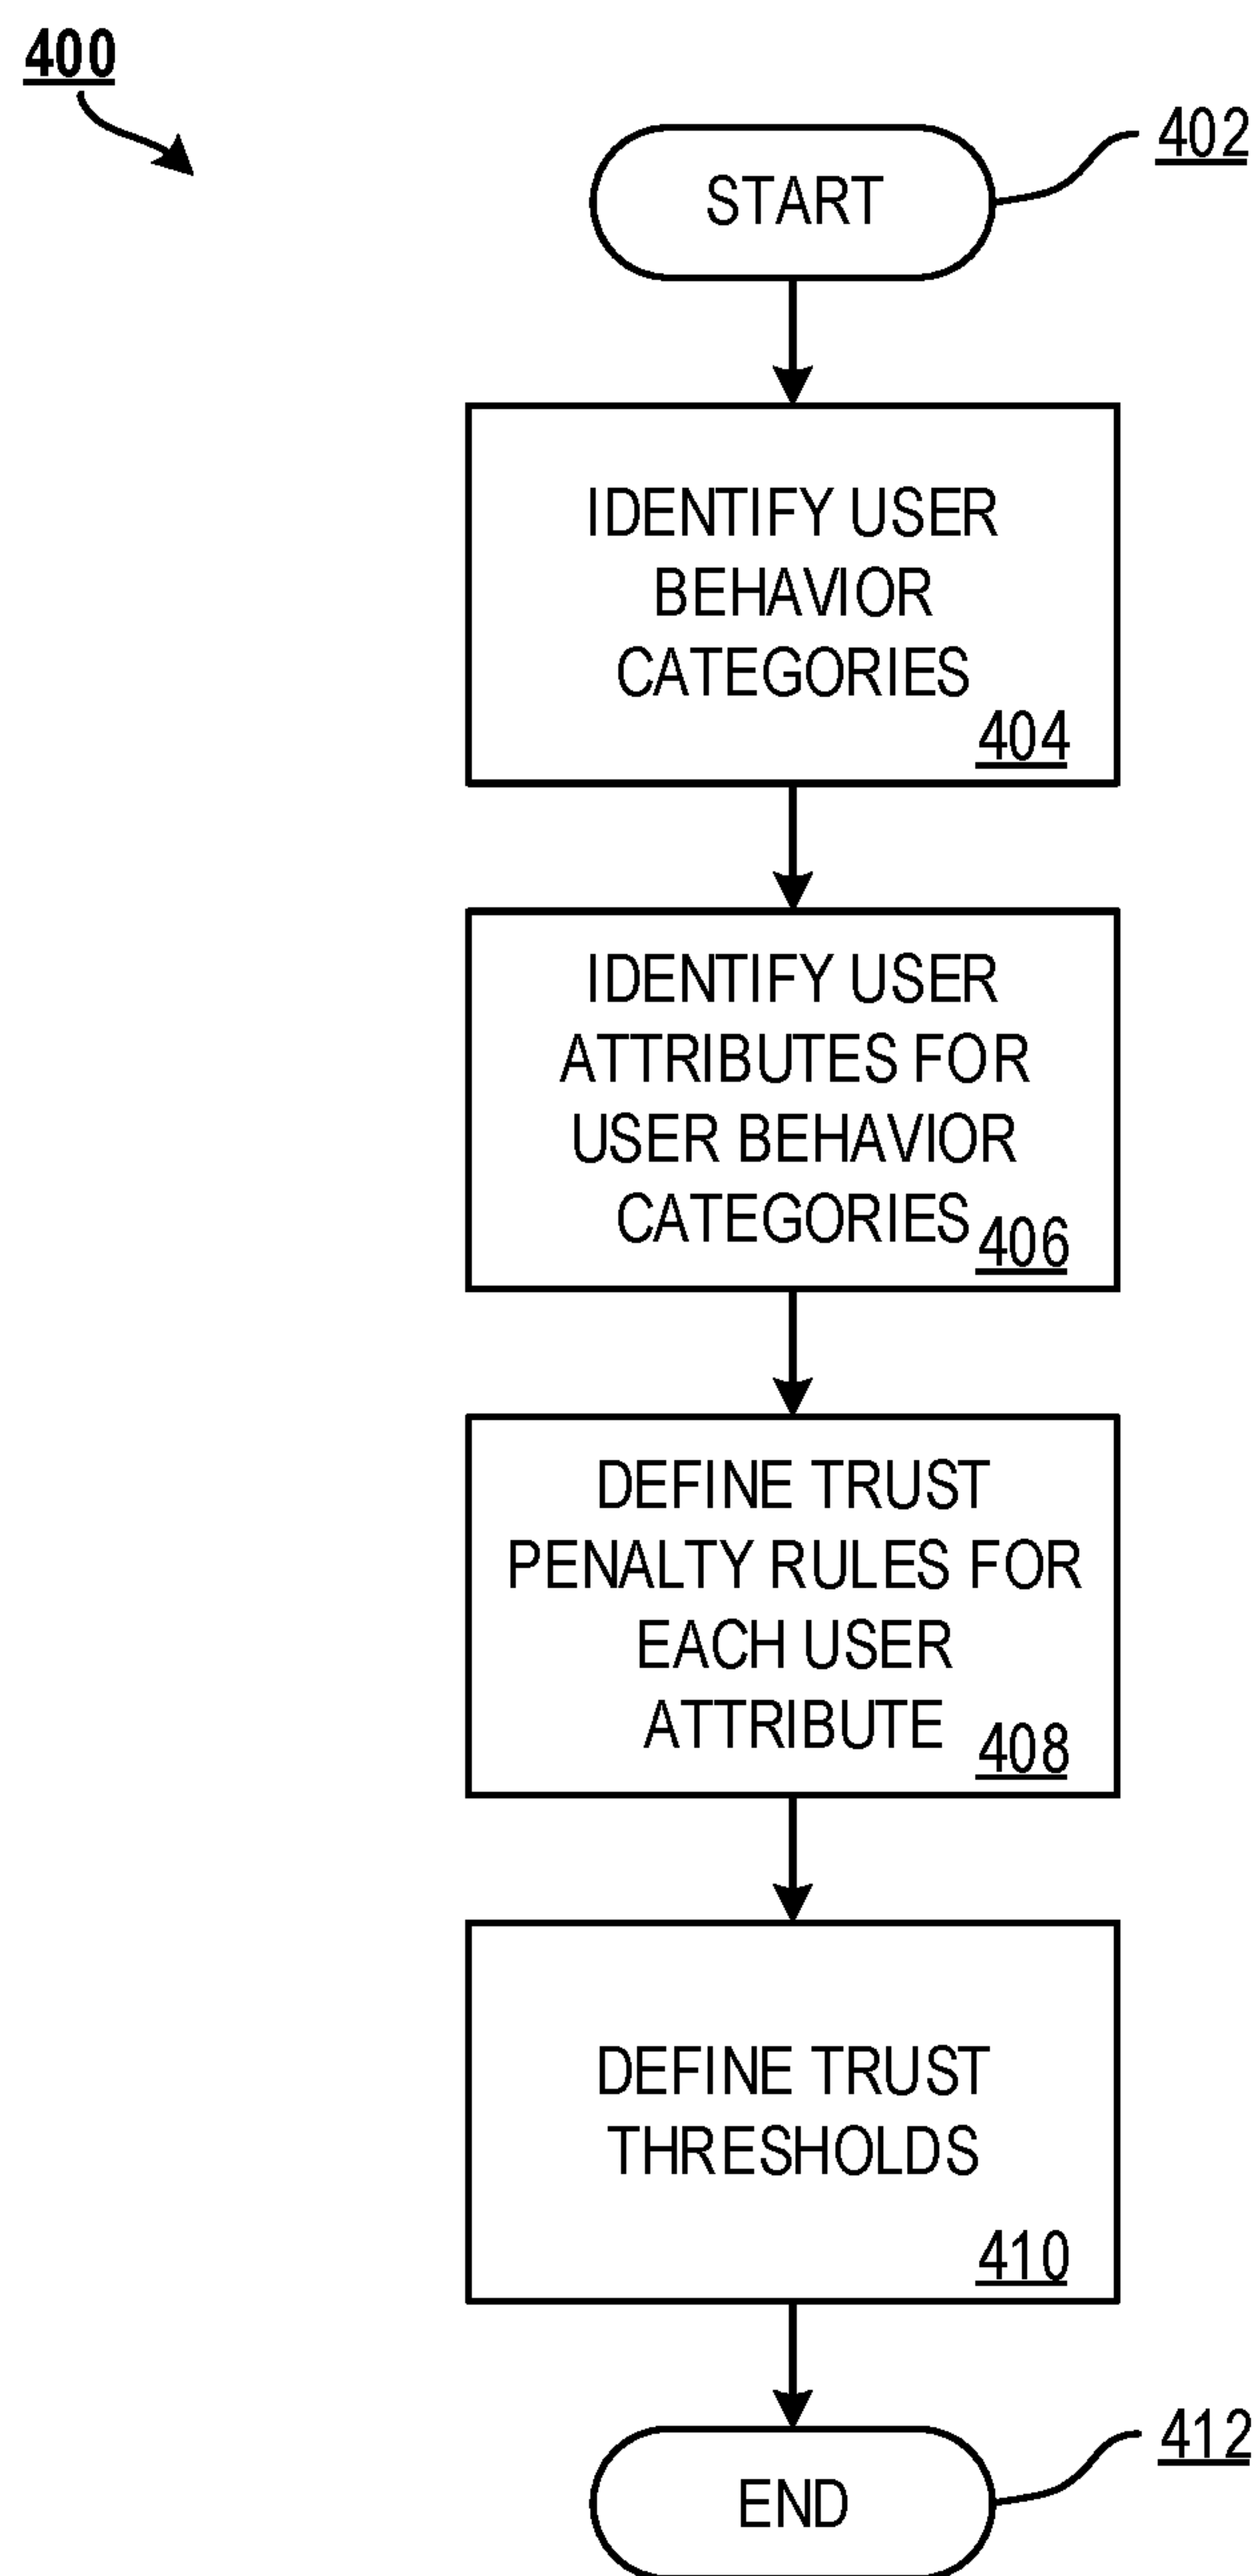 400
402
START
IDENTIFY USER
BEHAVIOR
CATEGORIES
404
IDENTIFY USER
ATTRIBUTES FOR
USER BEHAVIOR
CATEGORIES
406
DEFINE TRUST
PENALTY RULES FOR
EACH USER
ATTRIBUTE
408
DEFINE TRUST
THRESHOLDS
410
412
END